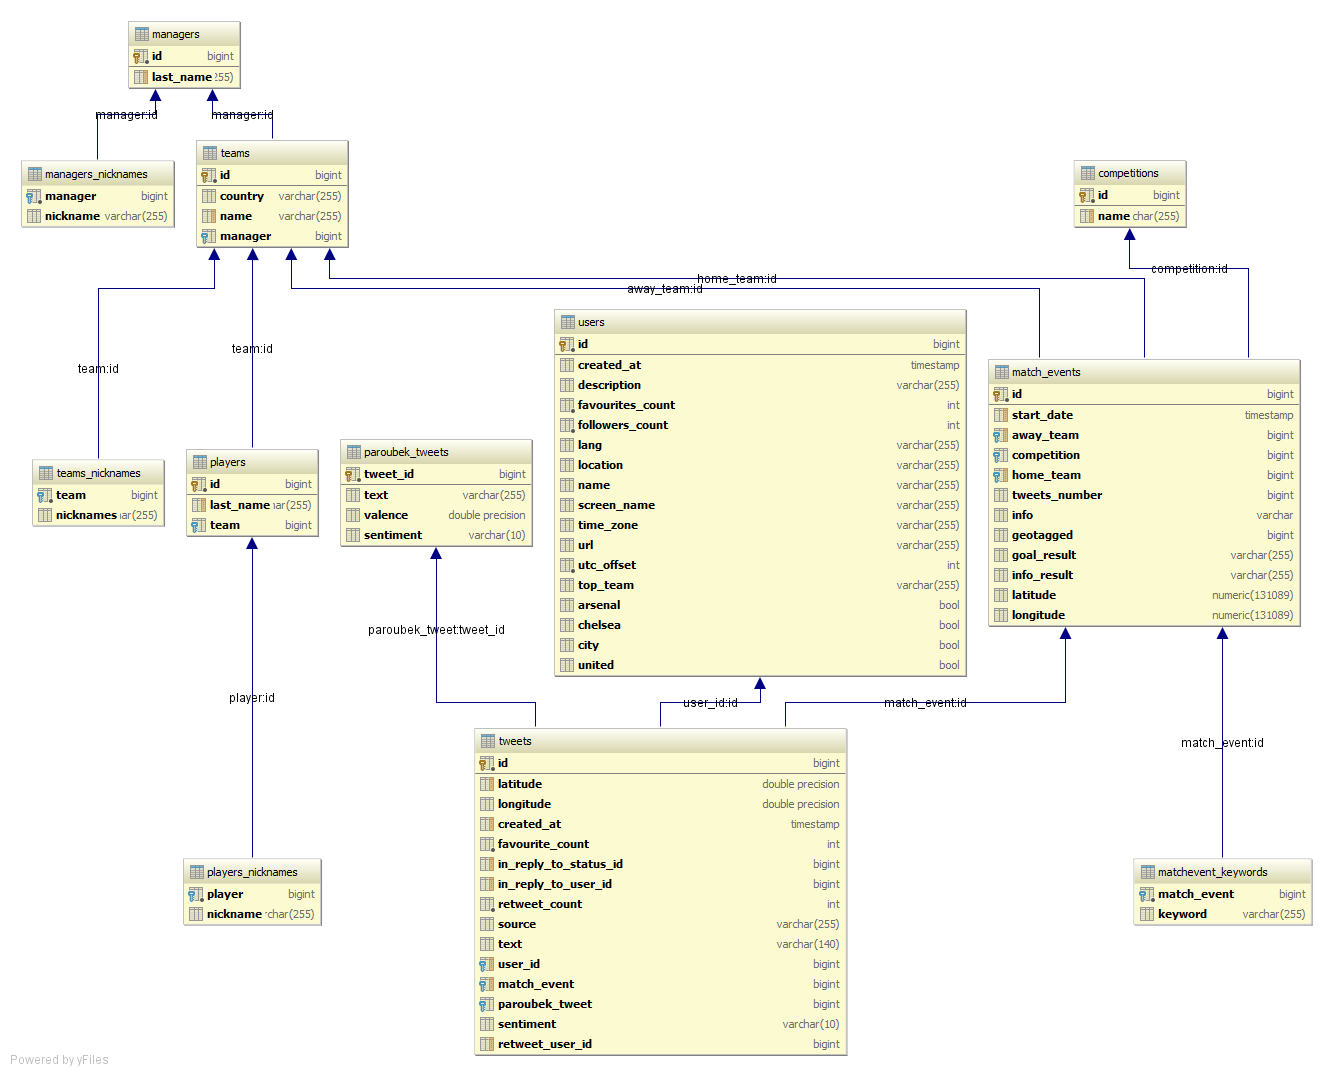 managers
id bigint
last_name 255)
manager:id
manager:id
teams
id bigint
country varchar(255)
name varchar(255)
manager bigint
managers_nicknames
manager bigint
nickname varchar(255)
competitions
id bigint
name char(255)
competition:id
home_team:id
away_team:id
team:id
team:id
users
id bigint
created_at timestamp
description varchar(255)
favourites_count int
followers_count int
lang varchar(255)
location varchar(255)
name varchar(255)
screen_name varchar(255)
time_zone varchar(255)
url varchar(255)
utc_offset int
top_team varchar(255)
arsenal bool
chelsea bool
city bool
united bool
match_events
id bigint
start_date timestamp
away_team bigint
competition bigint
home_team bigint
tweets_number bigint
info varchar
geotagged bigint
goal_result varchar(255)
info_result varchar(255)
latitude numeric(131089)
longitude numeric(131089)
teams_nicknames
team bigint
nicknames ar(255)
players
id bigint
last_name ar(255)
team bigint
paroubek_tweets
tweet_id bigint
text varchar(255)
valence double precision
sentiment varchar(10)
paroubek_tweet:tweet_id
player:id
user_id:id
match_event:id
match_event:id
tweets
id bigint
latitude double precision
longitude double precision
created_at timestamp
favourite_count int
in_reply_to_status_id bigint
in_reply_to_user_id bigint
retweet_count int
source varchar(255)
text varchar(140)
user_id bigint
match_event bigint
paroubek_tweet bigint
sentiment varchar(10)
retweet_user_id bigint
players_nicknames
player bigint
nickname char(255)
matchevent_keywords
match_event bigint
keyword varchar(255)
Powered by yFiles